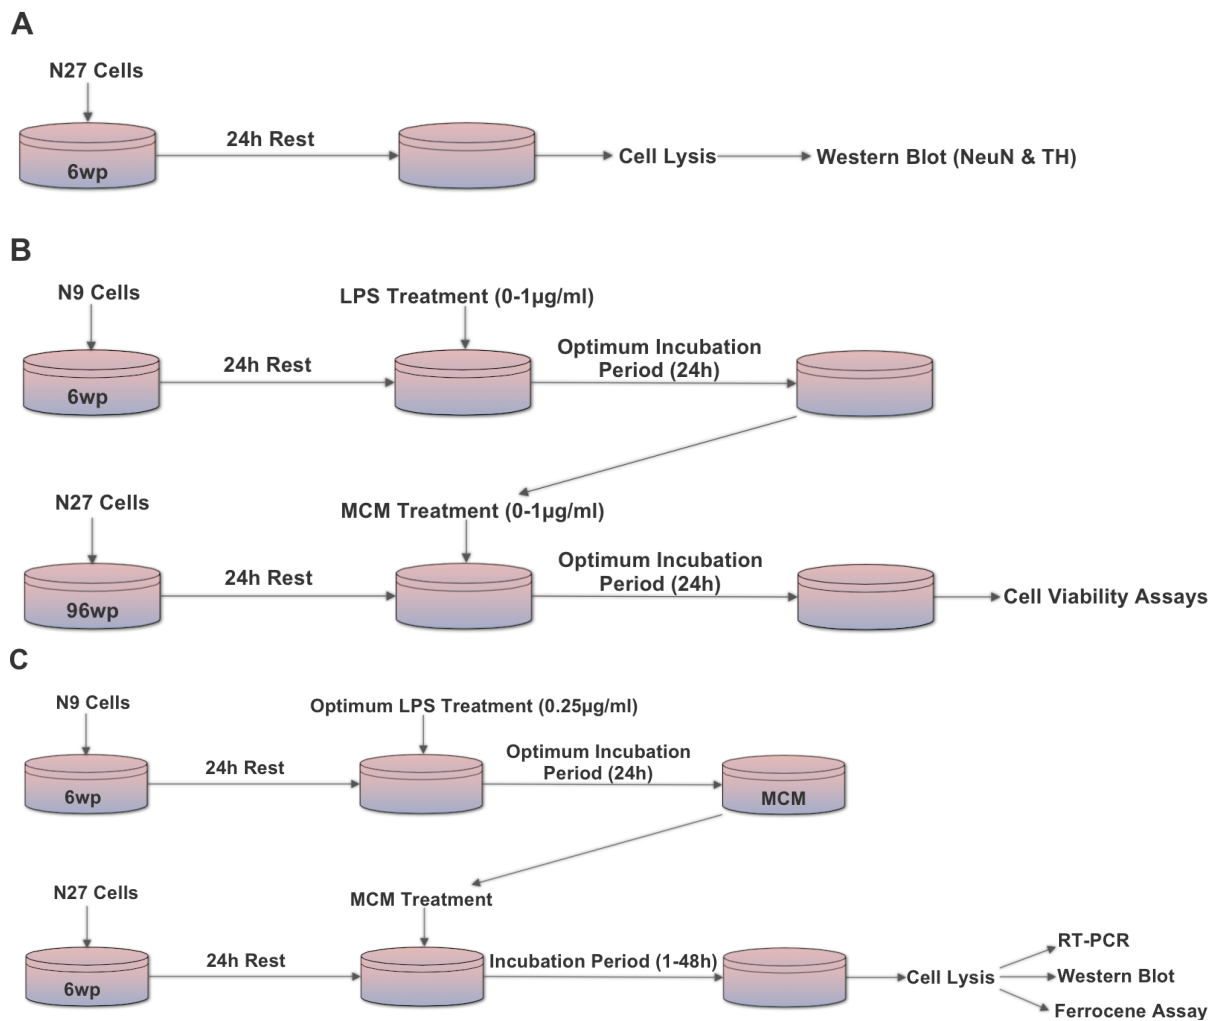 A
N27 Cells
24h Rest
6wp
Cell Lysis
Western Blot (NeuN & TH)
B
N9 Cells
LPS Treatment (0-1µg/ml)
24h Rest
Optimum Incubation
Period (24h)
6wp
N27 Cells
MCM Treatment (0-1µg/ml)
24h Rest
Optimum Incubation
Period (24h)
96wp
Cell Viability Assays
C
N9 Cells
Optimum LPS Treatment (0.25µg/ml)
24h Rest
Optimum Incubation
Period (24h)
6wp
MCM
N27 Cells
MCM Treatment
24h Rest
Incubation Period (1-48h)
6wp
Cell Lysis
RT-PCR
Western Blot
Ferrocene Assay